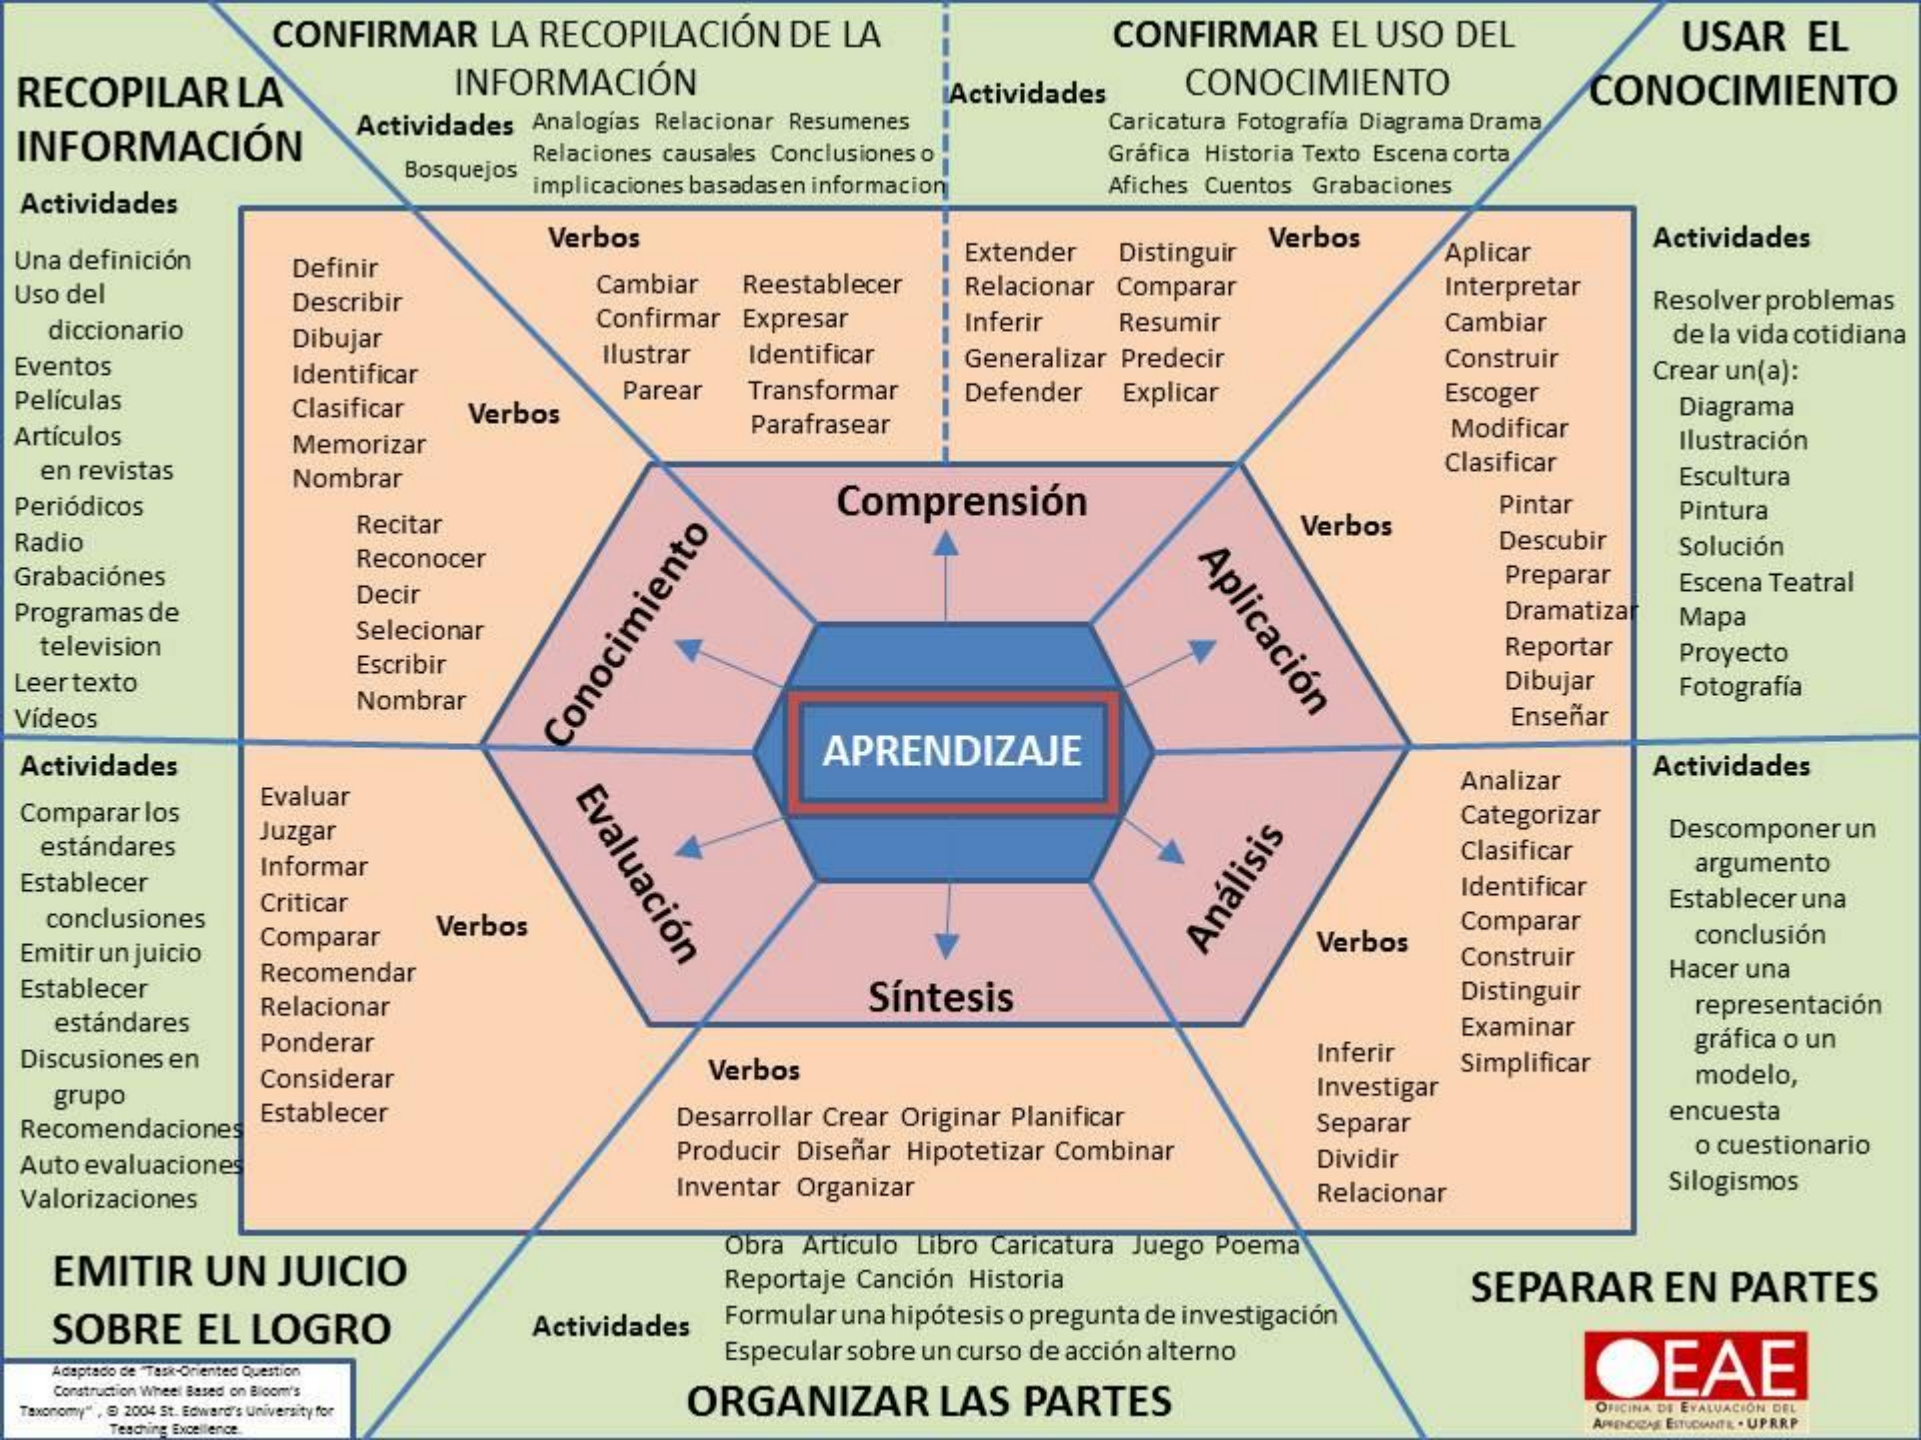 RECOPILAR LA
INFORMACIÓN
Actividades
Una definición
Uso del
diccionario
Eventos
Películas
Artículos
en revistas
Periódicos
Radio
Grabaciónes
Programas de
television
Leer texto
Vídeos
Definir
Describir
Dibujar
Identificar
Clasificar
Memorizar
Nombrar
Verbos
Recitar
Reconocer
Decir
Selecionar
Escribir
Nombrar
CONFIRMAR LA RECOPILACIÓN DE LA
INFORMACIÓN
Actividades
Bosquejos
Analogías Relacionar Resumenes
Relaciones causales Conclusiones o
implicaciones basadas en informacion
Verbos
Cambiar Reestablecer
Confirmar Expresar
Ilustrar Identificar
Parear Transformar
Parafrasear
CONFIRMAR EL USO DEL
CONOCIMIENTO
Actividades
Caricatura Fotografía Diagrama Drama
Gráfica Historia Texto Escena corta
Afiches Cuentos Grabaciones
Verbos
Extender Distinguir
Relacionar Comparar
Inferir Resumir
Generalizar Predecir
Defender Explicar
USAR EL
CONOCIMIENTO
Aplicar
Interpretar
Cambiar
Construir
Escoger
Modificar
Clasificar
Verbos
Pintar
Descubir
Preparar
Dramatizar
Reportar
Dibujar
Enseñar
Actividades
Resolver problemas
de la vida cotidiana
Crear un(a):
Diagrama
Ilustración
Escultura
Pintura
Solución
Escena Teatral
Mapa
Proyecto
Fotografía
Comprensión
Conocimiento
Aplicación
APRENDIZAJE
Evaluación
Análisis
Síntesis
Actividades
Comparar los
estándares
Establecer
conclusiones
Emitir un juicio
Establecer
estándares
Discusiones en
grupo
Recomendaciones
Auto evaluaciones
Valorizaciones
Evaluar
Juzgar
Informar
Criticar
Comparar
Recomendar
Relacionar
Ponderar
Considerar
Establecer
Verbos
EMITIR UN JUICIO
SOBRE EL LOGRO
Verbos
Desarrollar Crear Originar Planificar
Producir Diseñar Hipotetizar Combinar
Inventar Organizar
Actividades
Obra Artículo Libro Caricatura Juego Poema
Reportaje Canción Historia
Formular una hipótesis o pregunta de investigación
Especular sobre un curso de acción alterno
ORGANIZAR LAS PARTES
Verbos
Analizar
Categorizar
Clasificar
Identificar
Comparar
Construir
Distinguir
Examinar
Simplificar
Inferir
Investigar
Separar
Dividir
Relacionar
Actividades
Descomponer un
argumento
Establecer una
conclusión
Hacer una
representación
gráfica o un
modelo,
encuesta
o cuestionario
Silogismos
SEPARAR EN PARTES
Adaptado de "Task-Oriented Question
Construction Wheel Based on Bloom's
Taxonomy" , © 2004 St. Edward's University for
Teaching Excellence.
OEAE
OFICINA DE EVALUACIÓN DEL
APRENDIZAJE ESTUDIANTIL • UPRRP